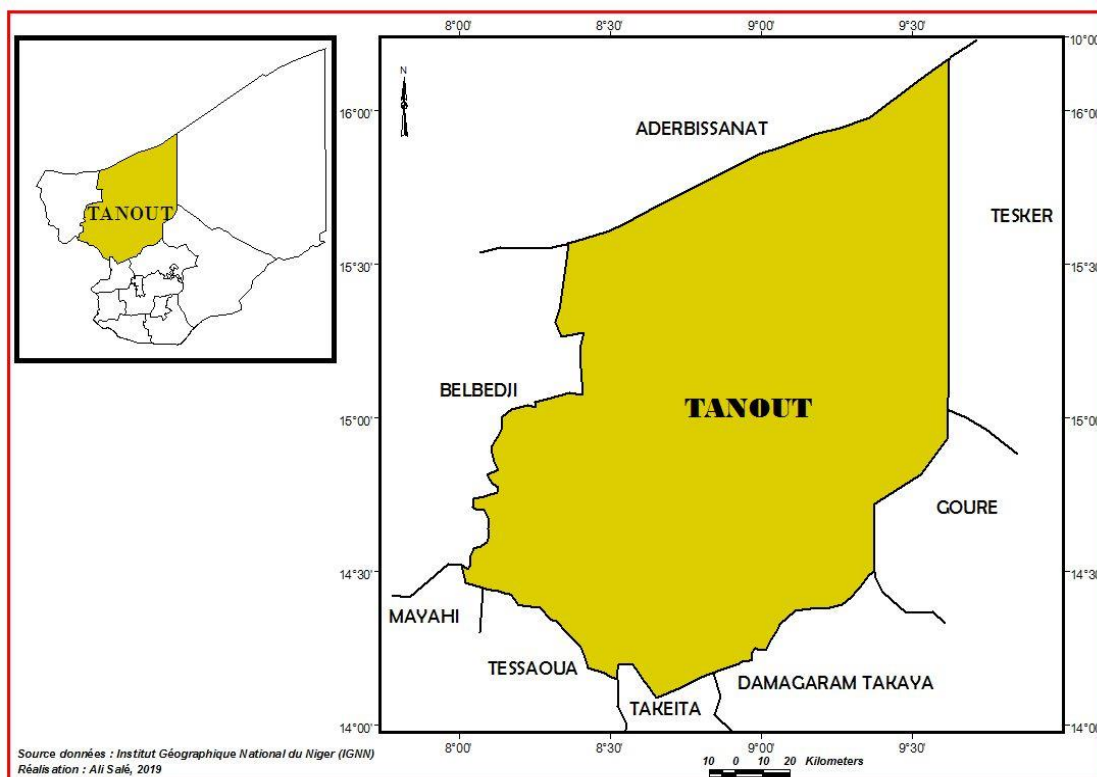 8°00' 8°30' 9°00' 9°30'
10°00'
N
16°00' 16°00'
ADERBISSANAT
TANOUT
TESKER
15°30' 15°30'
BELBEDJI
TANOUT
15°00' 15°00'
GOURE
14°30' 14°30'
MAYAHI
TESSAOUA
DAMAGARAM TAKAYA
TAKEITA
14°00' 14°00'
8°00' 8°30' 9°00' 9°30'
Source données : Institut Géographique National du Niger (IGNN)
Réalisation : Ali Salé, 2019
10 0 10 20 Kilometers